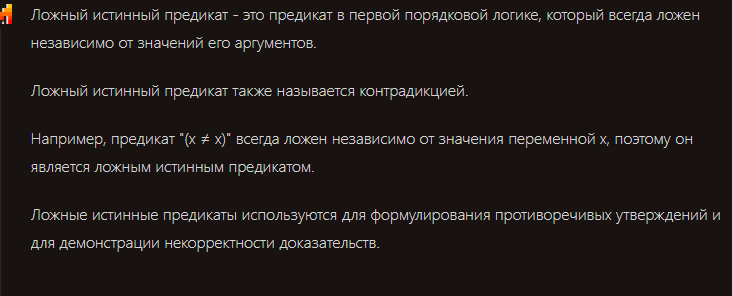 Ложный истинный предикат - это предикат в первой порядковой логике, который всегда ложен
независимо от значений его аргументов.
Ложный истинный предикат также называется контрадикцией.
Например, предикат "(x ≠ x)" всегда ложен независимо от значения переменной x, поэтому он
является ложным истинным предикатом.
Ложные истинные предикаты используются для формулирования противоречивых утверждений и
для демонстрации некорректности доказательств.